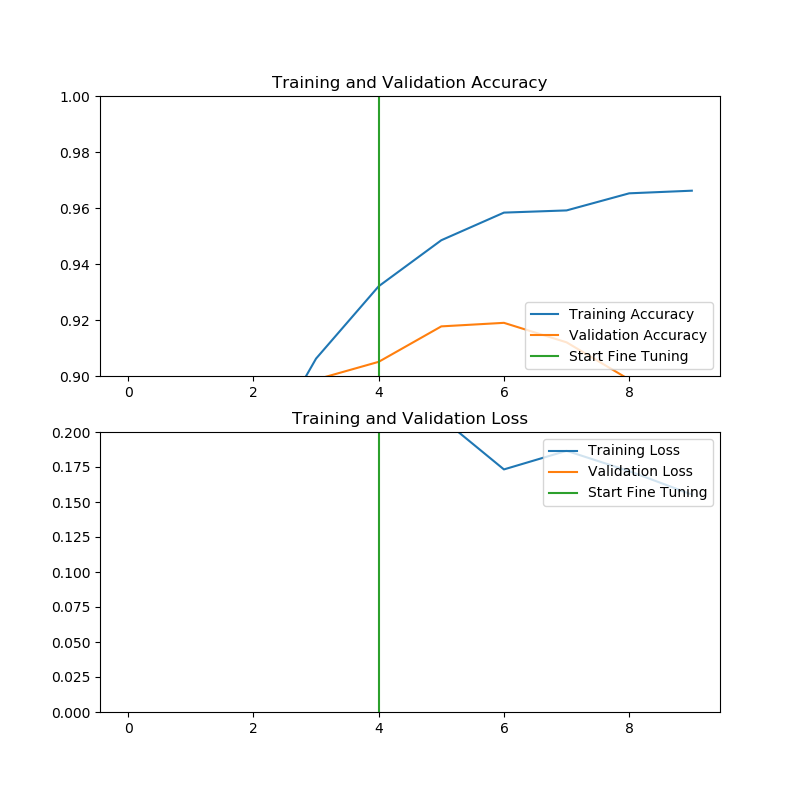 Training and Validation Accuracy
1.00
0.98
0.96
0.94
0.92
0.90
Training Accuracy
Validation Accuracy
Start Fine Tuning
0 2 4 6 8
Training and Validation Loss
0.200
0.175
0.150
0.125
0.100
0.075
0.050
0.025
0.000
Training Loss
Validation Loss
Start Fine Tuning
0 2 4 6 8